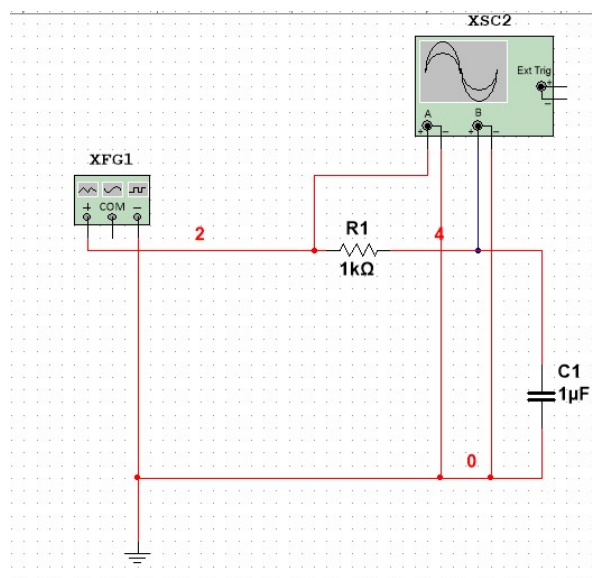 XSC2
Ext Trig
+
−
A
B
+ −
+ −
XFG1
+ COM −
2
R1
4
1kΩ
C1
1µF
0